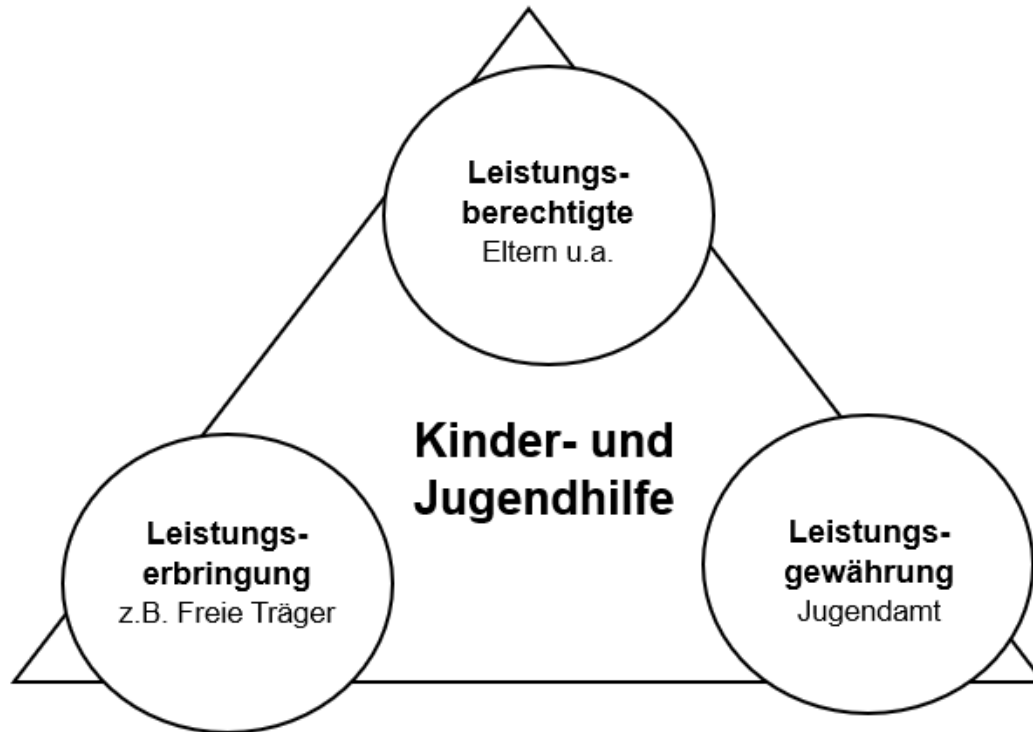 Leistungs-
berechtigte
Eltern u.a.
Kinder- und
Jugendhilfe
Leistungs-
erbringung
z.B. Freie Träger
Leistungs-
gewährung
Jugendamt